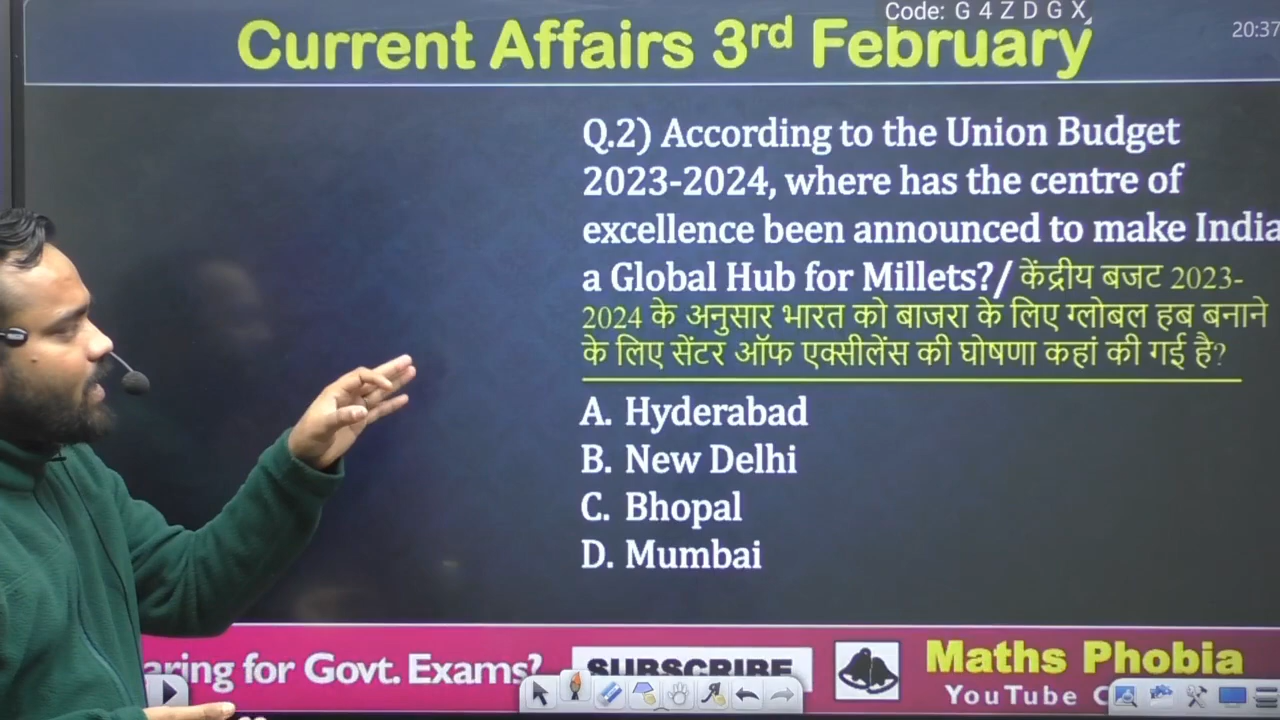 Code: G 4 Z D G X
Current Affairs 3rd February
20:37
Q.2) According to the Union Budget
2023-2024, where has the centre of
excellence been announced to make India
a Global Hub for Millets?/ केंद्रीय बजट 2023-
2024 के अनुसार भारत को बाजरा के लिए ग्लोबल हब बनाने
के लिए सेंटर ऑफ एक्सीलेंस की घोषणा कहां की गई है?
A. Hyderabad
B. New Delhi
C. Bhopal
D. Mumbai
aring for Govt. Exams?
SUBSCRIBE
Maths Phobia
YouTube C